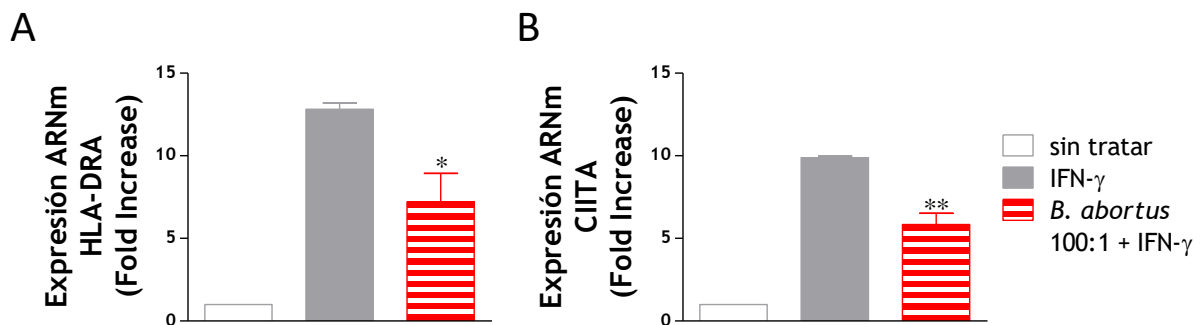 A
Expresión ARNm
HLA-DRA
(Fold Increase)
15
10
5
0
*
B
Expresión ARNm
CIITA
(Fold Increase)
15
10
5
0
**
sin tratar
IFN-γ
B. abortus
100:1 + IFN-γ